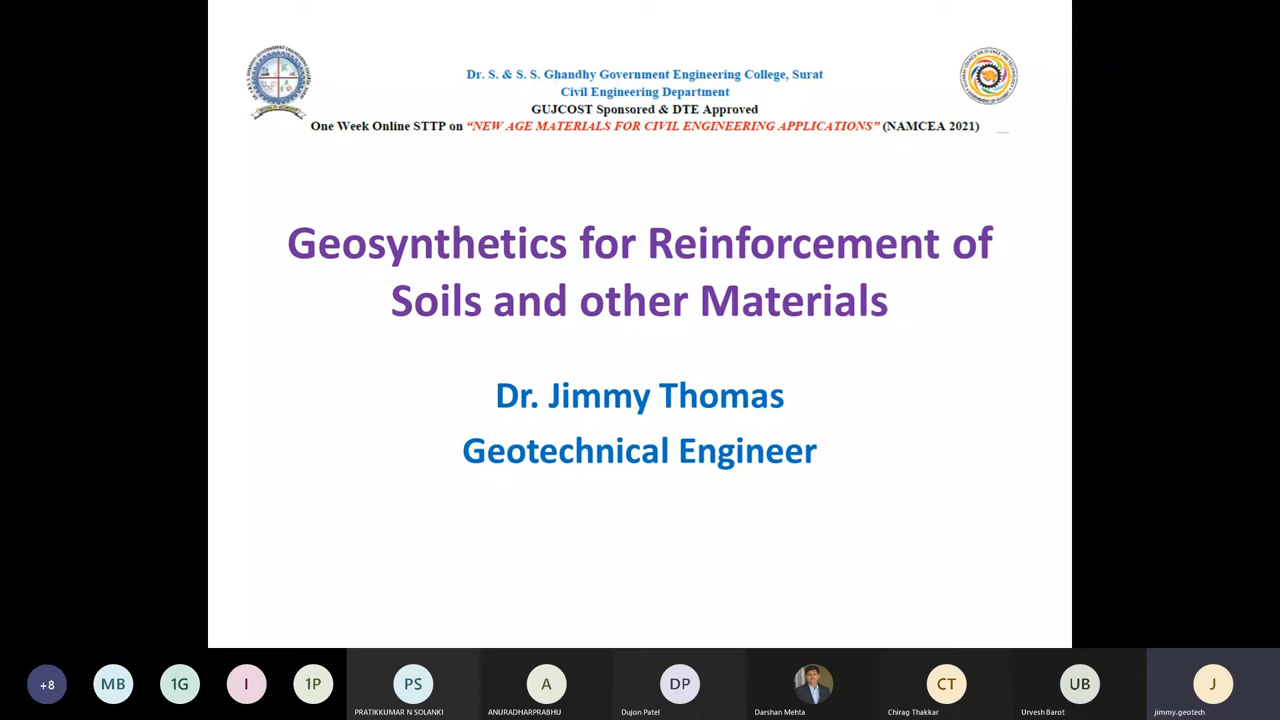 Dr. S. & S. S. Ghandhy Government Engineering College, Surat
Civil Engineering Department
GUJCOST Sponsored & DTE Approved
One Week Online STTP on “NEW AGE MATERIALS FOR CIVIL ENGINEERING APPLICATIONS” (NAMCEA 2021)
Geosynthetics for Reinforcement of
Soils and other Materials
Dr. Jimmy Thomas
Geotechnical Engineer
+8
MB
1G
I
1P
PS
A
DP
CT
UB
J
PRATIKKUMAR N SOLANKI
ANURADHARPRABHU
Dujon Patel
Darshan Mehta
Chirag Thakkar
Urvesh Barot
jimmy.geotech